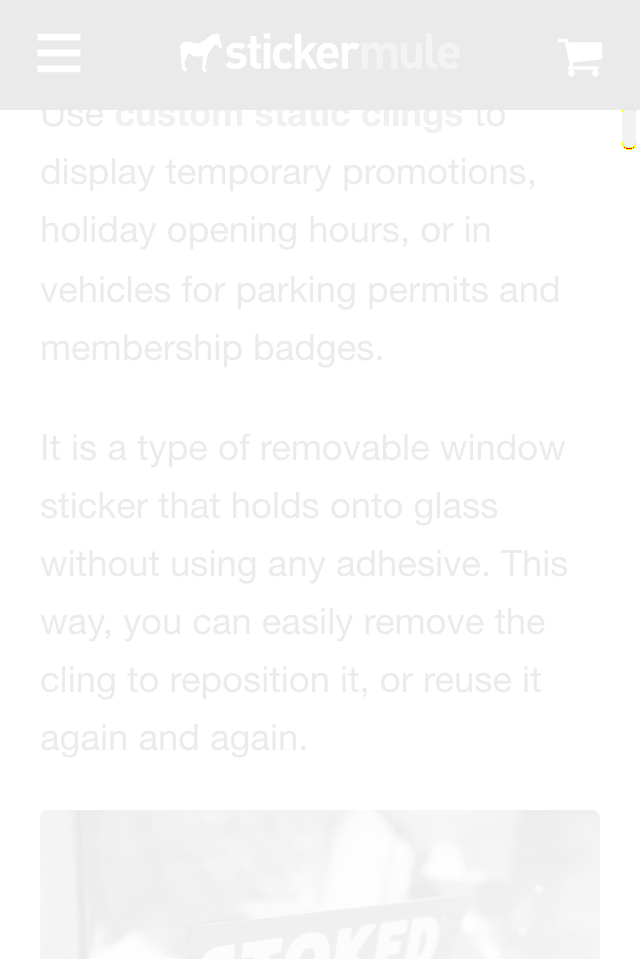 stickermule
Use custom static clings to
display temporary promotions,
holiday opening hours, or in
vehicles for parking permits and
membership badges.
It is a type of removable window
sticker that holds onto glass
without using any adhesive. This
way, you can easily remove the
cling to reposition it, or reuse it
again and again.
STOKED